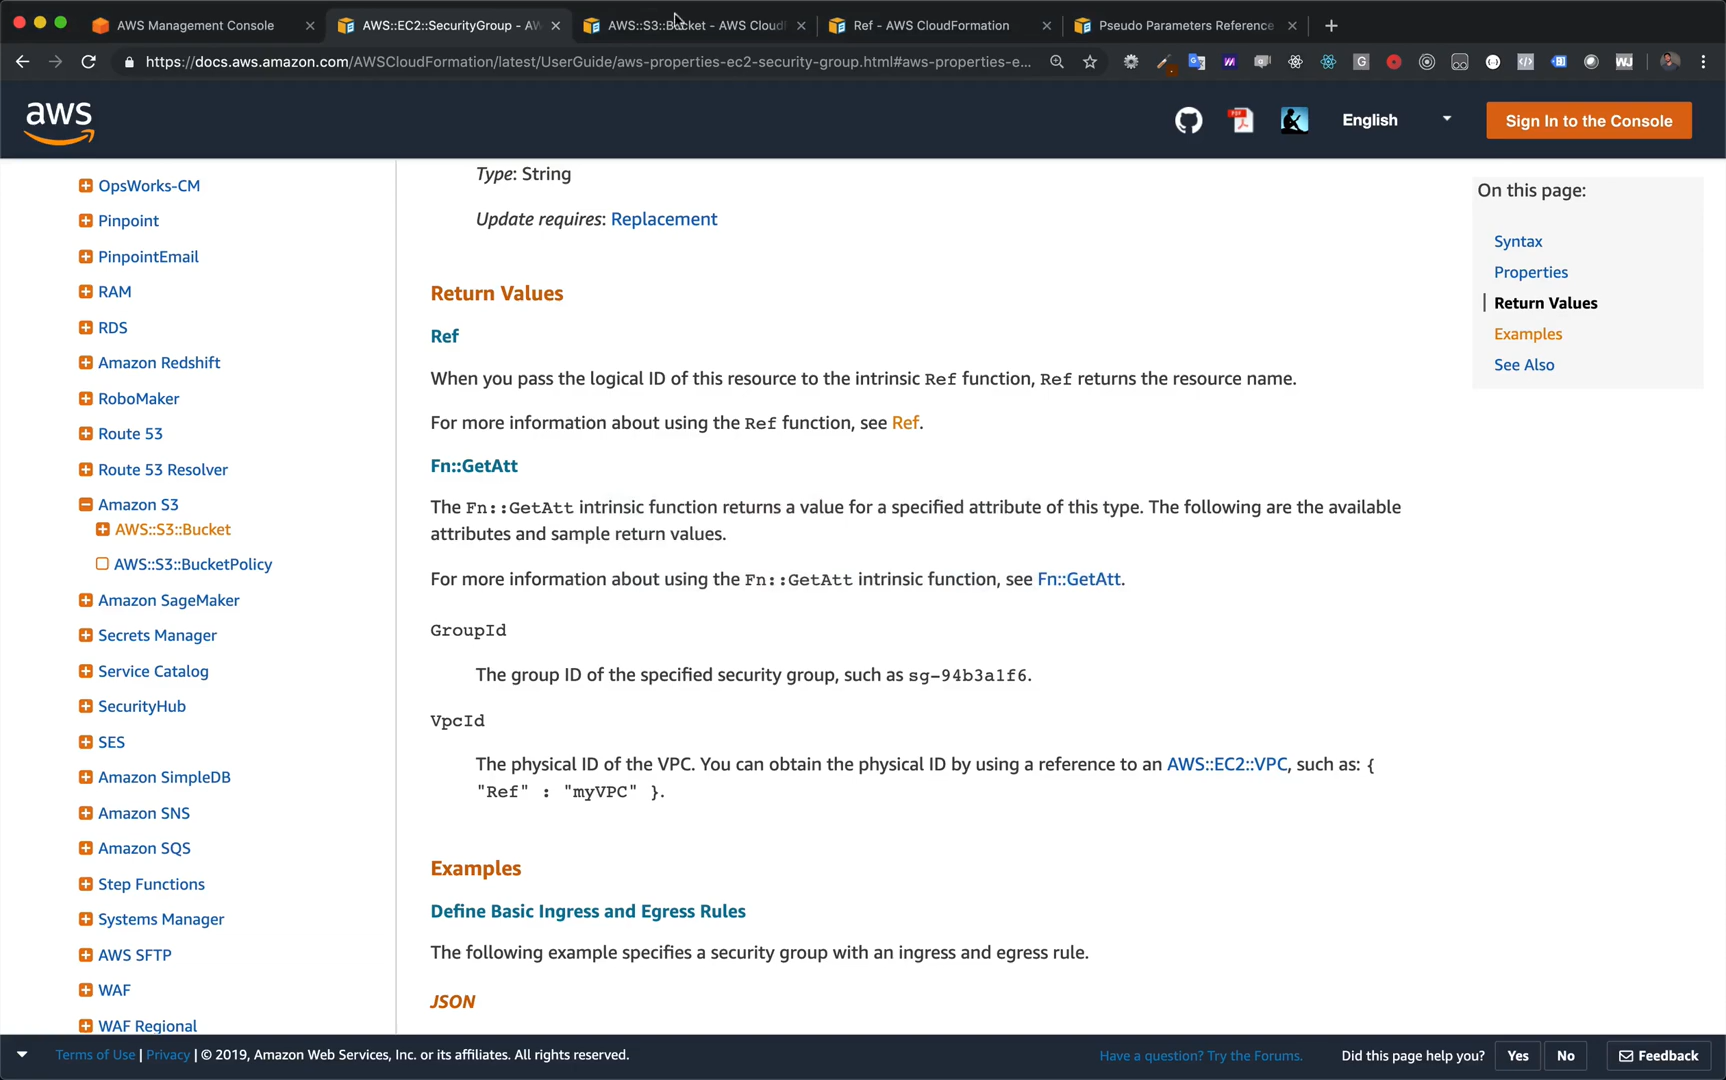 AWS Management Console
AWS::EC2::SecurityGroup - AW
AWS::S3::Bucket - AWS CloudF
Ref - AWS CloudFormation
Pseudo Parameters Reference
https://docs.aws.amazon.com/AWSCloudFormation/latest/UserGuide/aws-properties-ec2-security-group.html#aws-properties-e...
aws
English
Sign In to the Console
OpsWorks-CM
Pinpoint
PinpointEmail
RAM
RDS
Amazon Redshift
RoboMaker
Route 53
Route 53 Resolver
Amazon S3
AWS::S3::Bucket
AWS::S3::BucketPolicy
Amazon SageMaker
Secrets Manager
Service Catalog
SecurityHub
SES
Amazon SimpleDB
Amazon SNS
Amazon SQS
Step Functions
Systems Manager
AWS SFTP
WAF
WAF Regional
Type: String
Update requires: Replacement
Return Values
Ref
When you pass the logical ID of this resource to the intrinsic Ref function, Ref returns the resource name.
For more information about using the Ref function, see Ref.
Fn::GetAtt
The Fn::GetAtt intrinsic function returns a value for a specified attribute of this type. The following are the available
attributes and sample return values.
For more information about using the Fn::GetAtt intrinsic function, see Fn::GetAtt.
GroupId
The group ID of the specified security group, such as sg-94b3a1f6.
VpcId
The physical ID of the VPC. You can obtain the physical ID by using a reference to an AWS::EC2::VPC, such as: {
"Ref" : "myVPC" }.
Examples
Define Basic Ingress and Egress Rules
The following example specifies a security group with an ingress and egress rule.
JSON
On this page:
Syntax
Properties
Return Values
Examples
See Also
Terms of Use | Privacy | © 2019, Amazon Web Services, Inc. or its affiliates. All rights reserved.
Have a question? Try the Forums.
Did this page help you?
Yes
No
Feedback